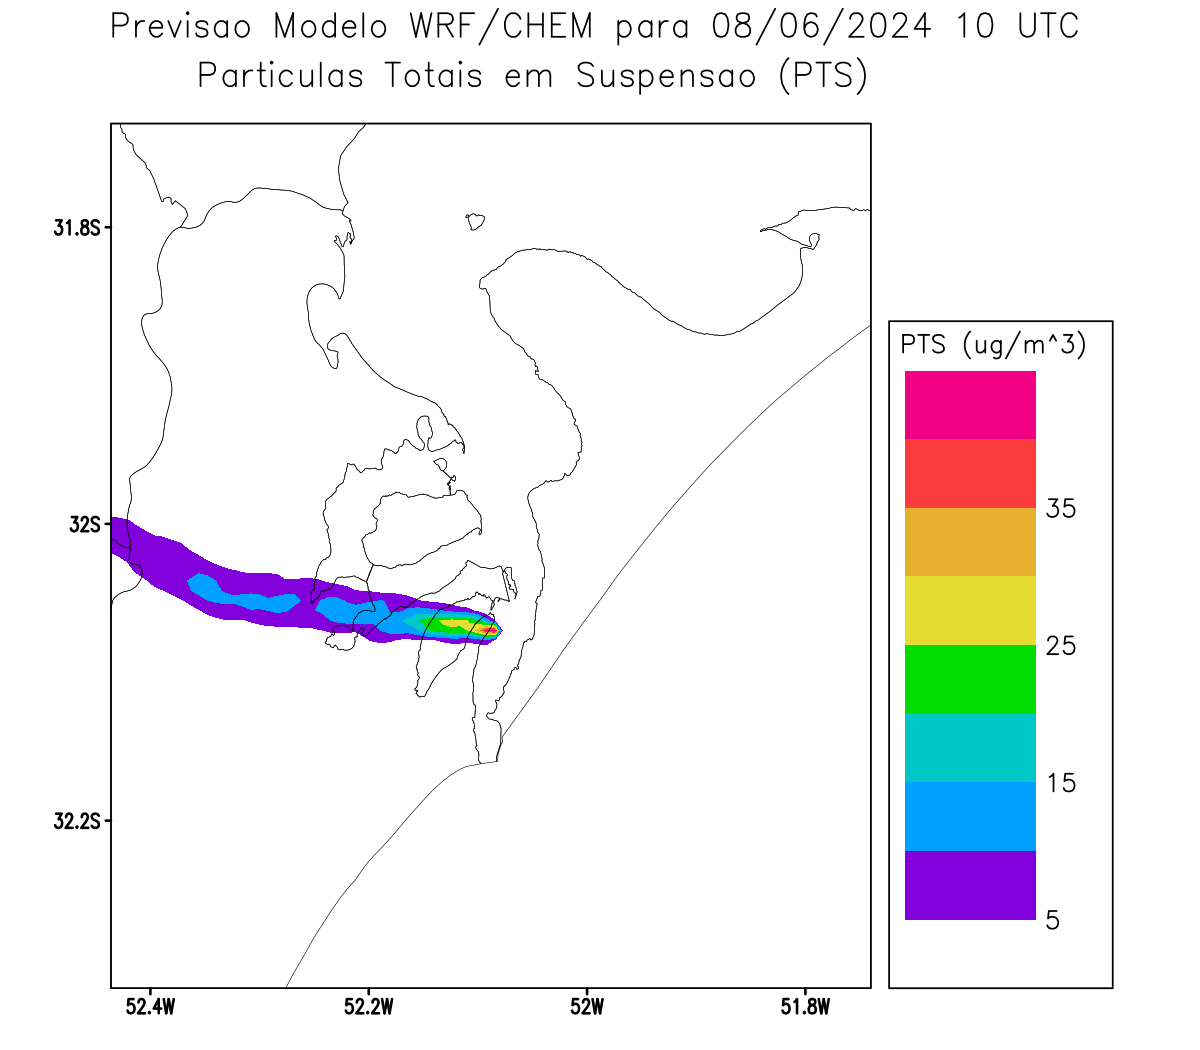 Previsao Modelo WRF/CHEM para 08/06/2024 10 UTC
Particulas Totais em Suspensao (PTS)
31.8S
32S
32.2S
52.4W
52.2W
52W
51.8W
PTS (ug/m^3)
35
25
15
5